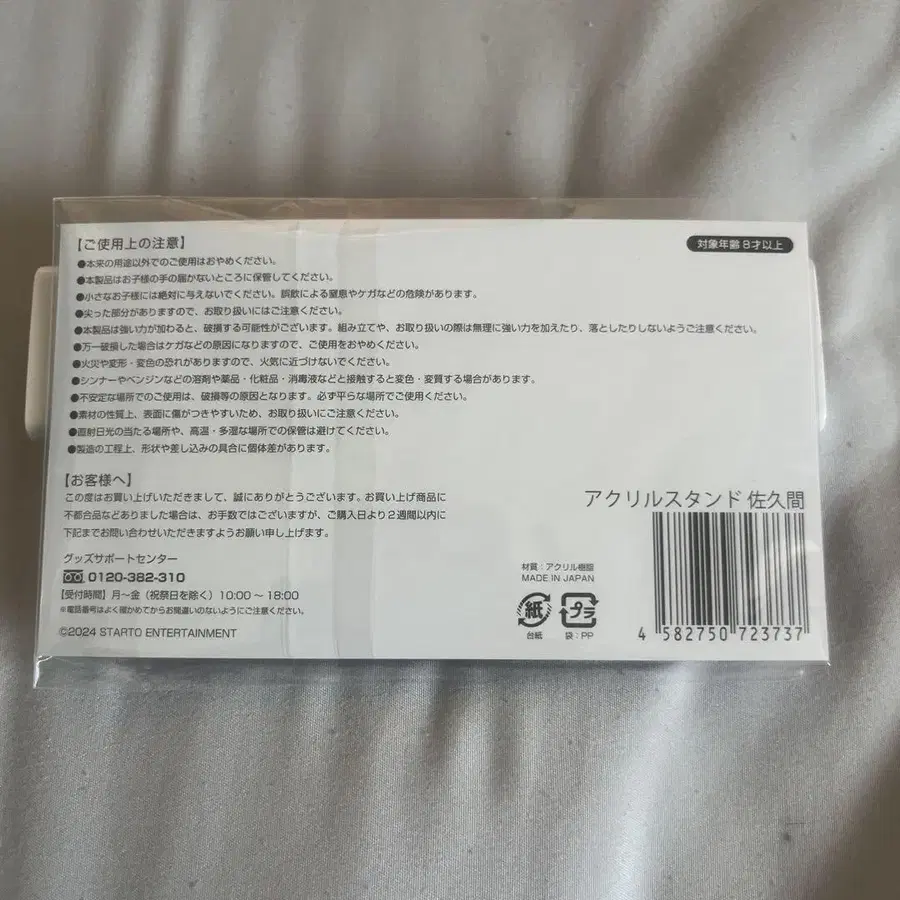 【ご使用上の注意】
対象年齢 8才以上
●本来の用途以外でのご使用はおやめください。
●本製品はお子様の手の届かないところに保管してください。
●小さなお子様には絶対に与えないでください。誤飲による窒息やケガなどの危険があります。
●尖った部分がありますので、お取り扱いにはご注意ください。
●本製品は強い力が加わると、破損する可能性がございます。組み立てや、お取り扱いの際は無理に強い力を加えたり、落としたりしないようご注意ください。
●万一破損した場合はケガなどの原因になりますので、ご使用をおやめください。
●火災や変形・変色の恐れがありますので、火気に近づけないでください。
●シンナーやベンジンなどの溶剤や薬品・化粧品・消毒液などと接触すると変色・変質する場合があります。
●不安定な場所でのご使用は、破損等の原因となります。必ず平らな場所でご使用ください。
●素材の性質上、表面に傷がつきやすいため、お取り扱いにご注意ください。
●直射日光の当たる場所や、高温・多湿な場所での保管は避けてください。
●製造の工程上、形状や差し込みの具合に個体差があります。
【お客様へ】
この度はお買い上げいただきまして、誠にありがとうございます。お買い上げ商品に
不都合品などありました場合は、お手数ではございますが、ご購入日より2週間以内に
下記までお問い合わせいただきますようお願い申し上げます。
グッズサポートセンター
0120-382-310
【受付時間】月〜金（祝祭日を除く）10:00 〜 18:00
※電話番号はよく確かめてからお間違いのないようにご注意ください。
©2024 STARTO ENTERTAINMENT
アクリルスタンド 佐久間
材質：アクリル樹脂
MADE IN JAPAN
紙
プラ
台紙
袋：PP
4 582750 723737